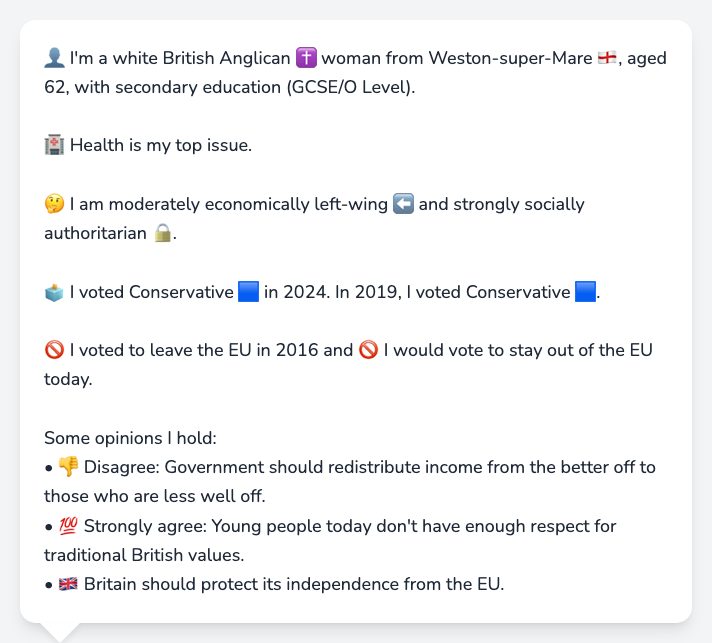 👤 I'm a white British Anglican ✝️ woman from Weston-super-Mare 🏴󠁧󠁢󠁥󠁮󠁧󠁿, aged
62, with secondary education (GCSE/O Level).
🏥 Health is my top issue.
🤔 I am moderately economically left-wing ⬅️ and strongly socially
authoritarian 🔒.
🗳️ I voted Conservative 🟦 in 2024. In 2019, I voted Conservative 🟦.
🚫 I voted to leave the EU in 2016 and 🚫 I would vote to stay out of the EU
today.
Some opinions I hold:
• 👎 Disagree: Government should redistribute income from the better off to
those who are less well off.
• 💯 Strongly agree: Young people today don't have enough respect for
traditional British values.
• 🇬🇧 Britain should protect its independence from the EU.